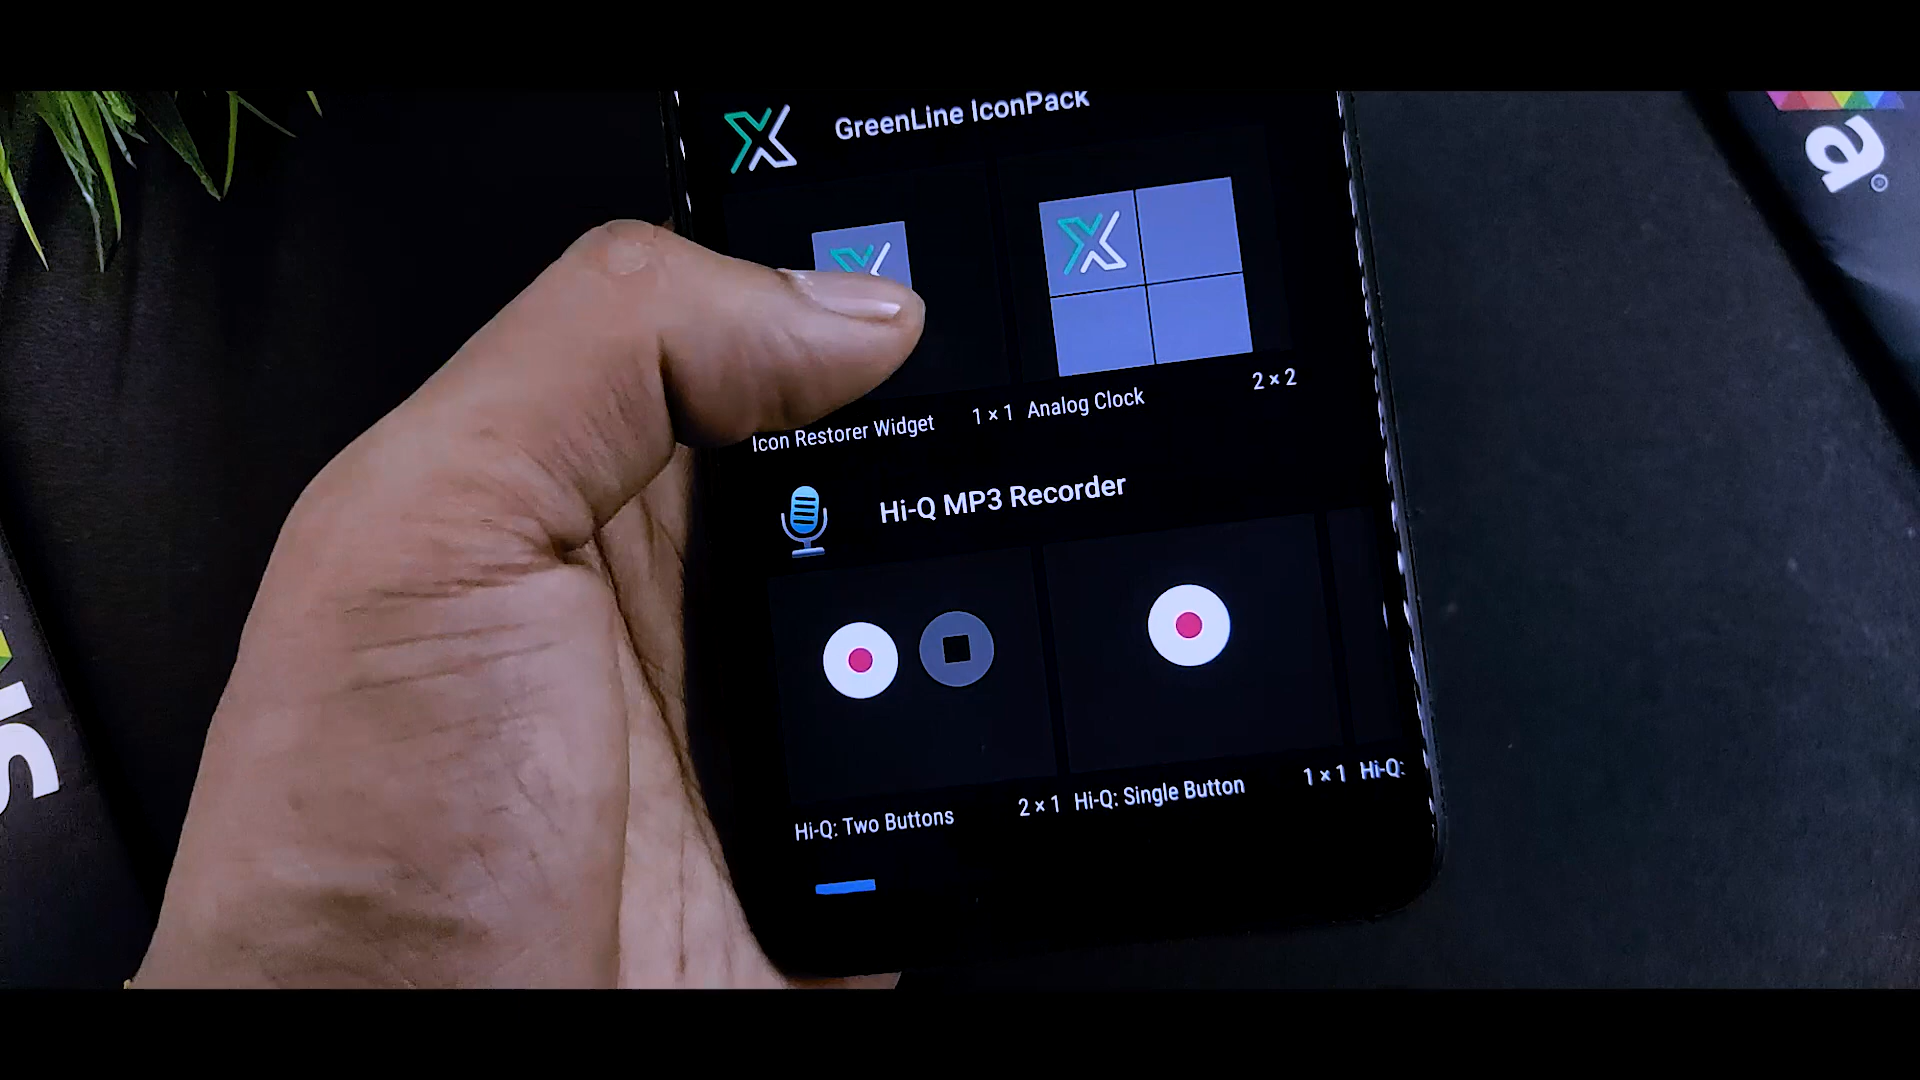 GreenLine IconPack
Icon Restorer Widget 1 × 1
Analog Clock 2 × 2
Hi-Q MP3 Recorder
Hi-Q: Two Buttons 2 × 1
Hi-Q: Single Button 1 × 1
Hi-Q:
a®